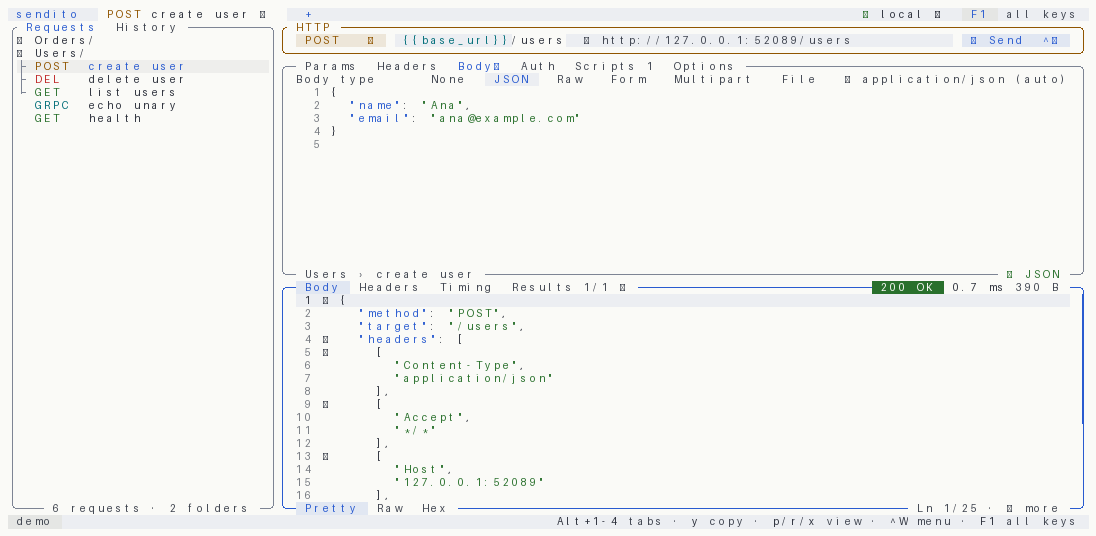 sendito POST create user + local F1 all keys
Requests History
Orders/
Users/
POST create user
DEL delete user
GET list users
GRPC echo unary
GET health
6 requests · 2 folders
HTTP
POST {{base_url}}/users http://127.0.0.1:52089/users Send ^
Params Headers Body Auth Scripts 1 Options
Body type None JSON Raw Form Multipart File application/json (auto)
1 {
2 "name": "Ana",
3 "email": "ana@example.com"
4 }
5
Users › create user JSON
Body Headers Timing Results 1/1 200 OK 0.7 ms 390 B
1 {
2 "method": "POST",
3 "target": "/users",
4 "headers": [
5 [
6 "Content-Type",
7 "application/json"
8 ],
9 [
10 "Accept",
11 "*/*"
12 ],
13 [
14 "Host",
15 "127.0.0.1:52089"
16 ],
Pretty Raw Hex Ln 1/25 · more
demo Alt+1-4 tabs · y copy · p/r/x view · ^W menu · F1 all keys